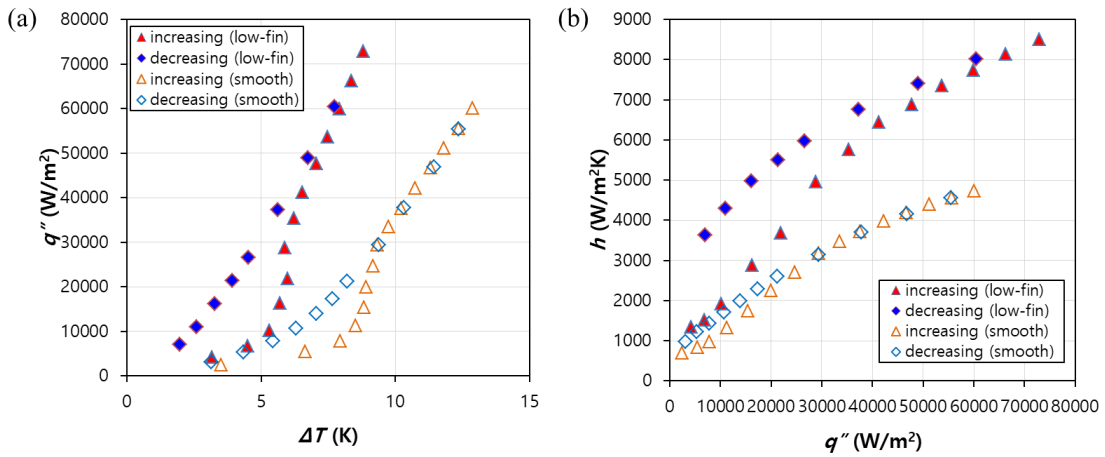 (a)
increasing (low-fin)
decreasing (low-fin)
increasing (smooth)
decreasing (smooth)
q″ (W/m²)
80000
70000
60000
50000
40000
30000
20000
10000
0
0 5 10 15
ΔT (K)
(b)
h (W/m²K)
9000
8000
7000
6000
5000
4000
3000
2000
1000
0
increasing (low-fin)
decreasing (low-fin)
increasing (smooth)
decreasing (smooth)
0 10000 20000 30000 40000 50000 60000 70000 80000
q″ (W/m²)